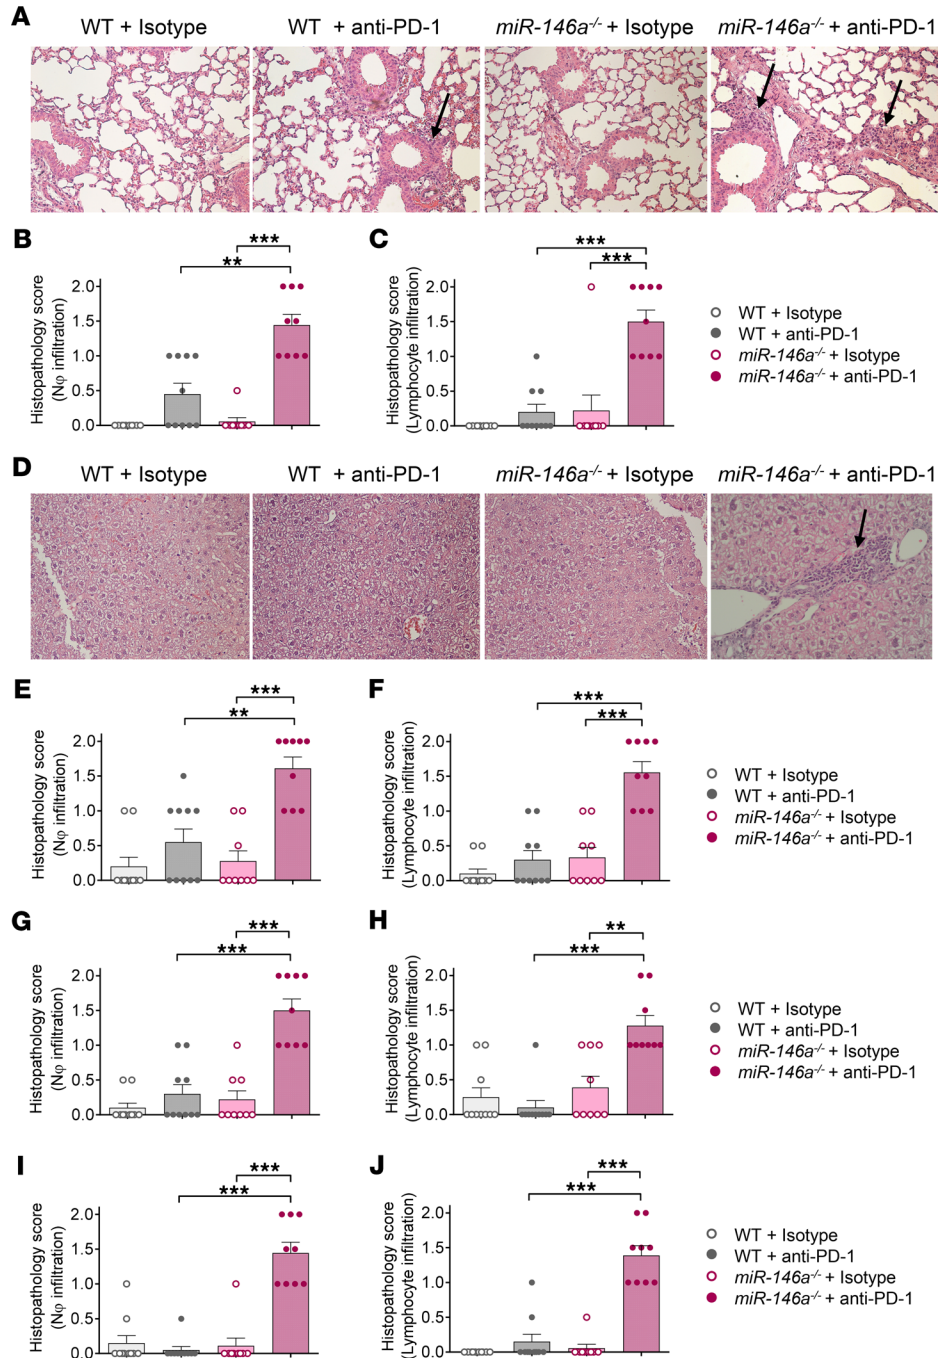 A
WT + Isotype
WT + anti-PD-1
miR-146a-/- + Isotype
miR-146a-/- + anti-PD-1
B
Histopathology score
(Nφ infiltration)
2.0
1.5
1.0
0.5
0.0
***
**
C
Histopathology score
(Lymphocyte infiltration)
2.0
1.5
1.0
0.5
0.0
***
***
WT + Isotype
WT + anti-PD-1
miR-146a-/- + Isotype
miR-146a-/- + anti-PD-1
D
WT + Isotype
WT + anti-PD-1
miR-146a-/- + Isotype
miR-146a-/- + anti-PD-1
E
Histopathology score
(Nφ infiltration)
2.0
1.5
1.0
0.5
0.0
***
**
F
Histopathology score
(Lymphocyte infiltration)
2.0
1.5
1.0
0.5
0.0
***
***
WT + Isotype
WT + anti-PD-1
miR-146a-/- + Isotype
miR-146a-/- + anti-PD-1
G
Histopathology score
(Nφ infiltration)
2.0
1.5
1.0
0.5
0.0
***
***
H
Histopathology score
(Lymphocyte infiltration)
2.0
1.5
1.0
0.5
0.0
**
***
WT + Isotype
WT + anti-PD-1
miR-146a-/- + Isotype
miR-146a-/- + anti-PD-1
I
Histopathology score
(Nφ infiltration)
2.0
1.5
1.0
0.5
0.0
***
***
J
Histopathology score
(Lymphocyte infiltration)
2.0
1.5
1.0
0.5
0.0
***
***
WT + Isotype
WT + anti-PD-1
miR-146a-/- + Isotype
miR-146a-/- + anti-PD-1